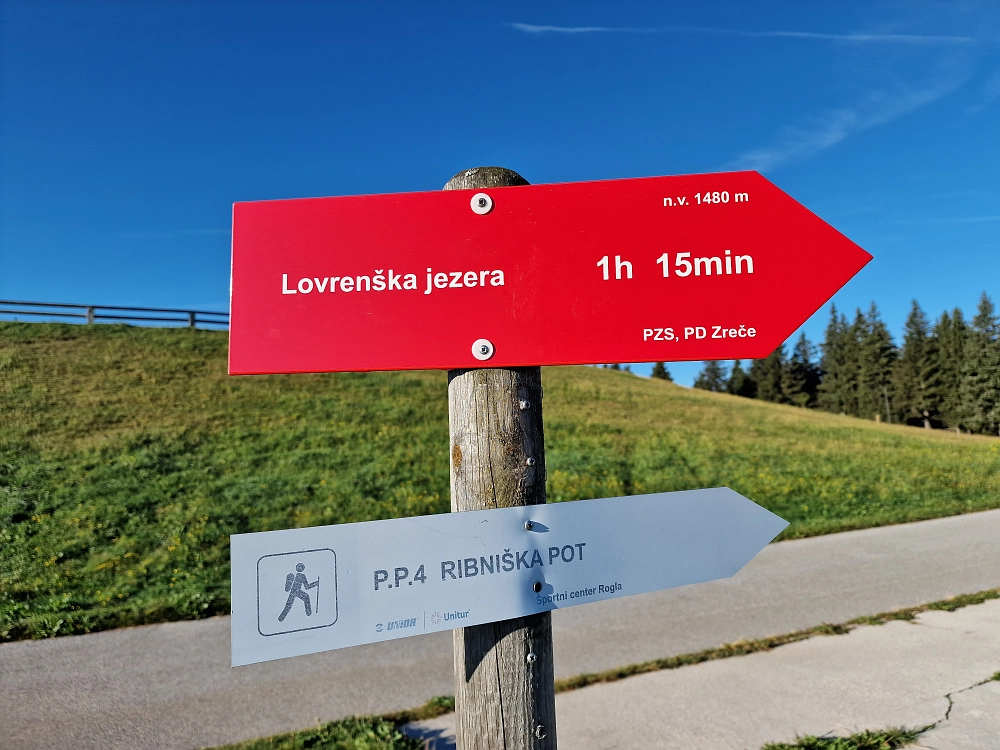 n.v. 1480 m
Lovrenška jezera 1h 15min
PZS, PD Zreče
P.P.4 RIBNIŠKA POT
UNIOR Unitur
Športni center Rogla